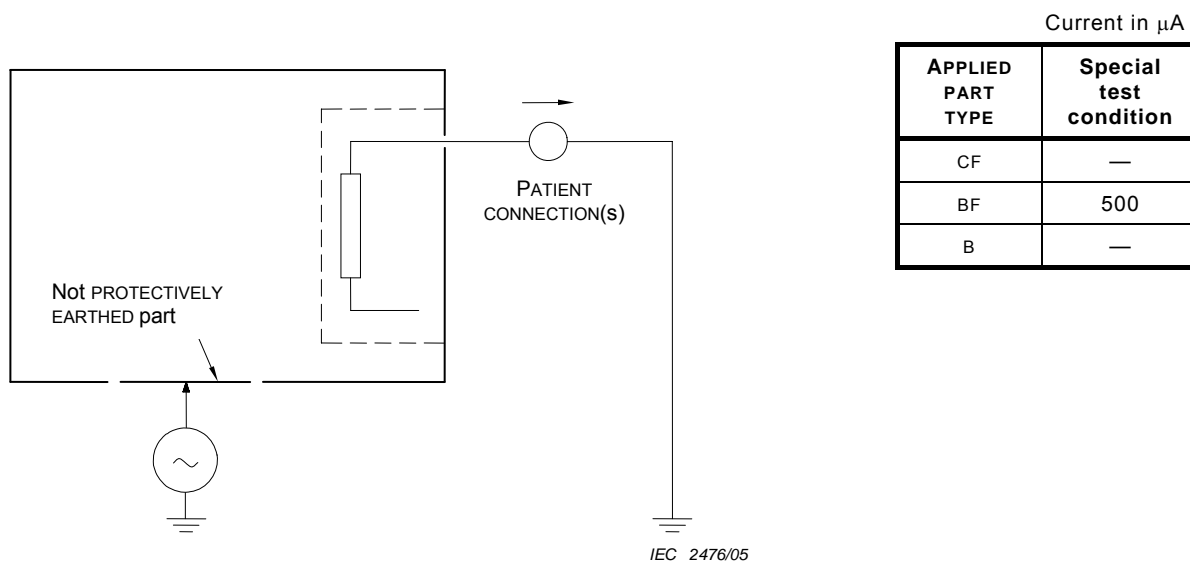 Current in μA
APPLIED
PART
TYPE
Special
test
condition
CF
—
BF
500
B
—
PATIENT
CONNECTION(s)
Not PROTECTIVELY
EARTHED part
IEC 2476/05